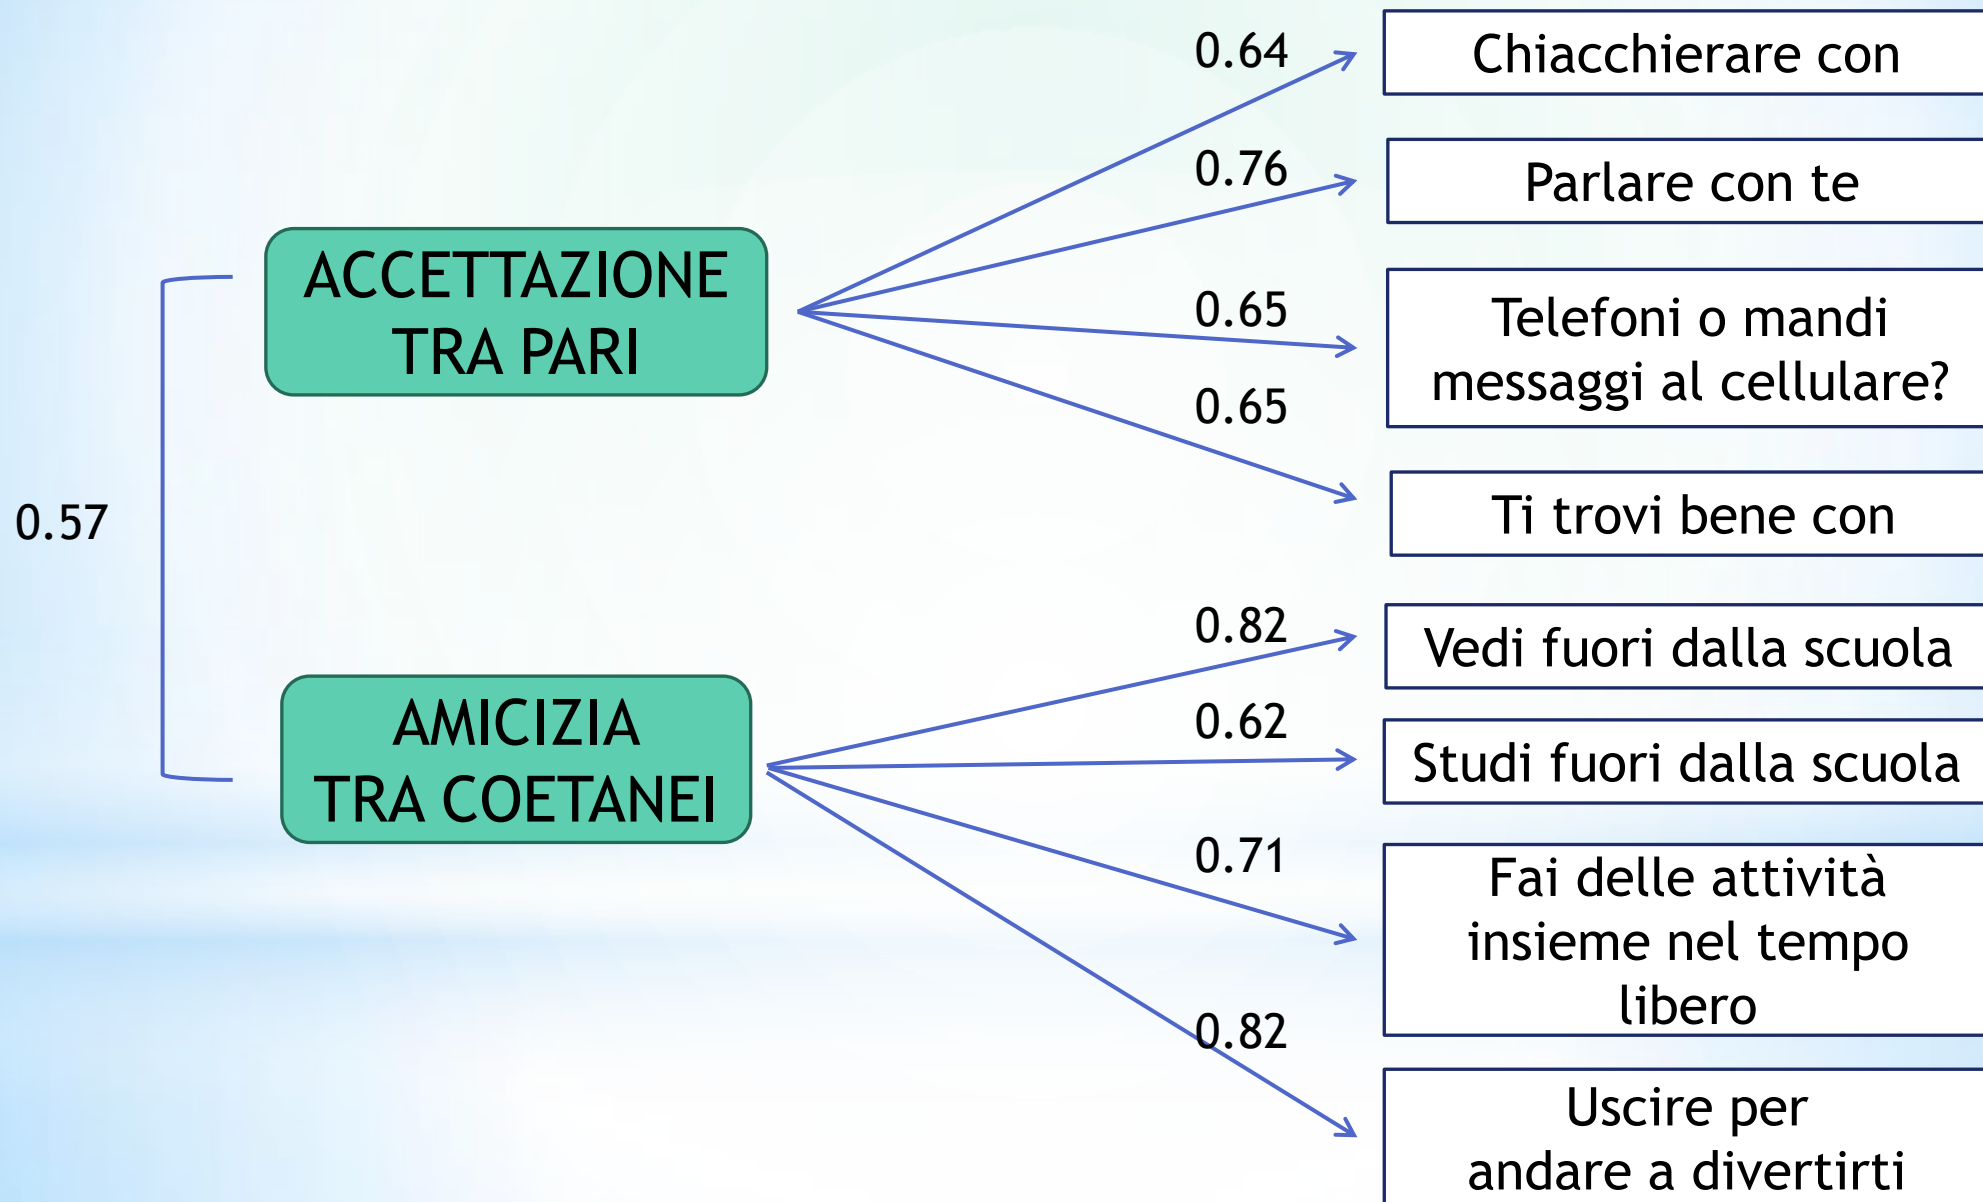 0.64
Chiacchierare con
0.76
Parlare con te
ACCETTAZIONE
TRA PARI
0.65
Telefoni o mandi
messaggi al cellulare?
0.65
Ti trovi bene con
0.57
0.82
Vedi fuori dalla scuola
AMICIZIA
TRA COETANEI
0.62
Studi fuori dalla scuola
0.71
Fai delle attività
insieme nel tempo
libero
0.82
Uscire per
andare a divertirti